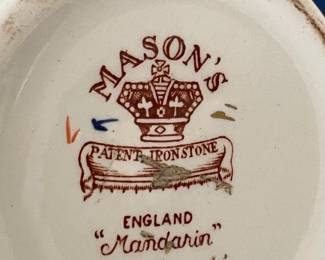 MASON'S
PATENT IRONSTONE
ENGLAND
"Mandarin"